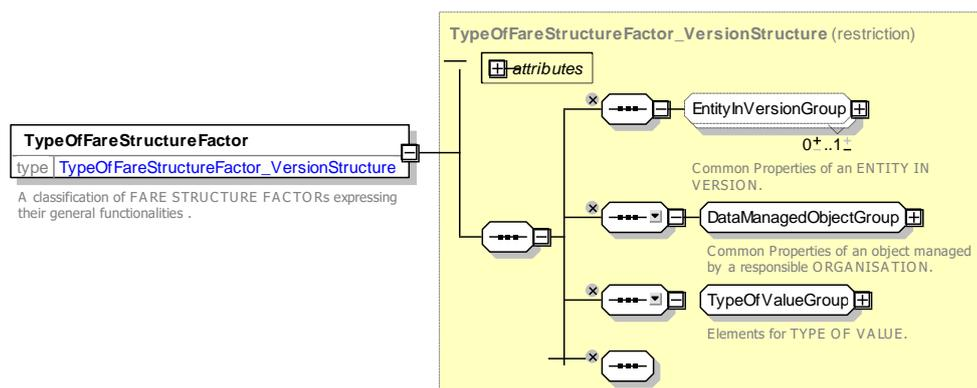 TypeOfFareStructureFactor_VersionStructure (restriction)
attributes
EntityInVersionGroup
0..1
Common Properties of an ENTITY IN
VERSION.
TypeOfFareStructureFactor
type TypeOfFareStructureFactor_VersionStructure
A classification of FARE STRUCTURE FACTORs expressing
their general functionalities .
DataManagedObjectGroup
Common Properties of an object managed
by a responsible ORGANISATION.
TypeOfValueGroup
Elements for TYPE OF VALUE.